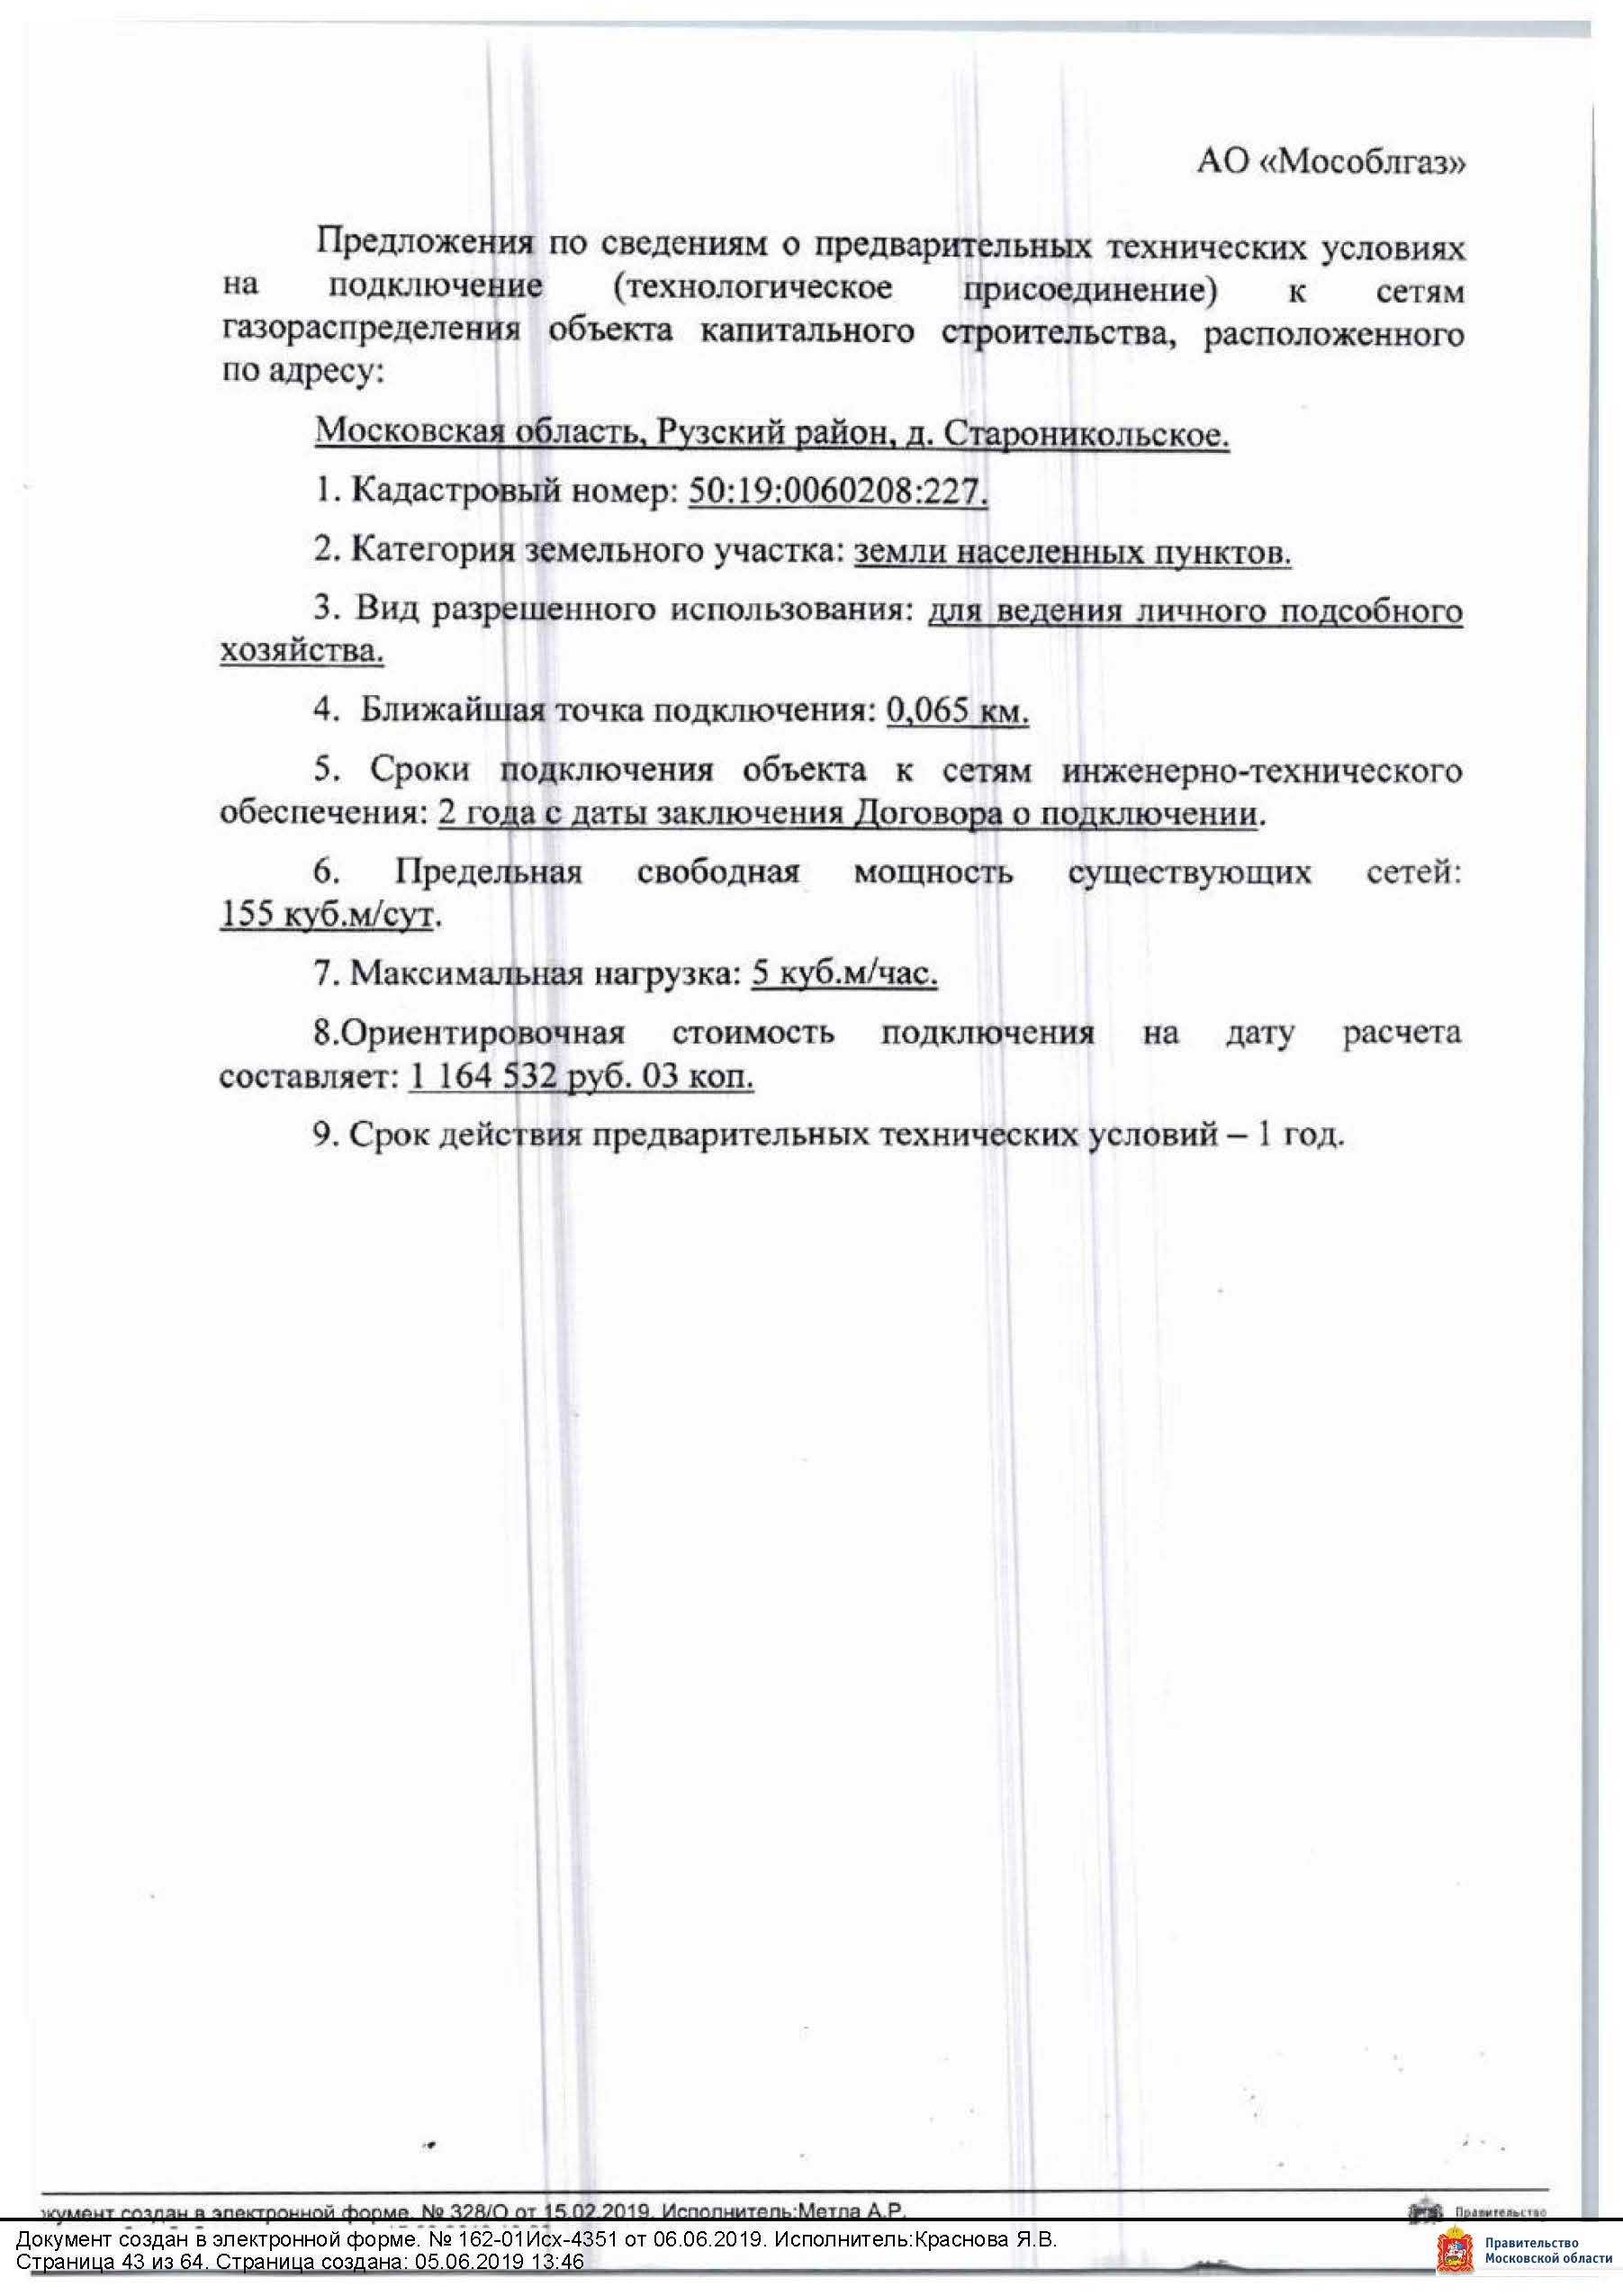 АО «Мособлгаз»
Предложения по сведениям о предварительных технических условиях
на подключение (технологическое присоединение) к сетям
газораспределения объекта капитального строительства, расположенного
по адресу:
Московская область, Рузский район, д. Староникольское.
1. Кадастровый номер: 50:19:0060208:227.
2. Категория земельного участка: земли населенных пунктов.
3. Вид разрешенного использования: для ведения личного подсобного
хозяйства.
4. Ближайшая точка подключения: 0,065 км.
5. Сроки подключения объекта к сетям инженерно-технического
обеспечения: 2 года с даты заключения Договора о подключении.
6. Предельная свободная мощность существующих сетей:
155 куб.м/сут.
7. Максимальная нагрузка: 5 куб.м/час.
8.Ориентировочная стоимость подключения на дату расчета
составляет: 1 164 532 руб. 03 коп.
9. Срок действия предварительных технических условий – 1 год.
создан в электронной форме. № 328/О от 15.02.2019. Исполнитель:Метла А.Р.
Правительство
Документ создан в электронной форме. № 162-01Исх-4351 от 06.06.2019. Исполнитель:Краснова Я.В.
Страница 43 из 64. Страница создана: 05.06.2019 13:46
Правительство
Московской области